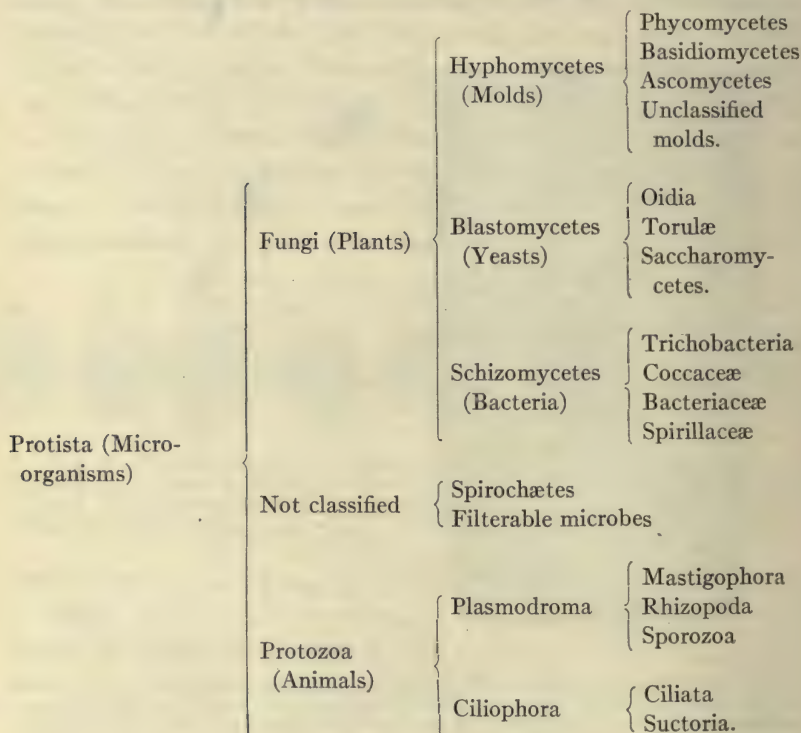 Protista (Micro-
organisms)
Fungi (Plants)
Hyphomycetes
(Molds)
Phycomycetes
Basidiomycetes
Ascomycetes
Unclassified
molds.
Blastomycetes
(Yeasts)
Oidia
Torulæ
Saccharomy-
cetes.
Schizomycetes
(Bacteria)
Trichobacteria
Coccaceæ
Bacteriaceæ
Spirillaceæ
Not classified
Spirochætes
Filterable microbes
Protozoa
(Animals)
Plasmodroma
Mastigophora
Rhizopoda
Sporozoa
Ciliophora
Ciliata
Suctoria.